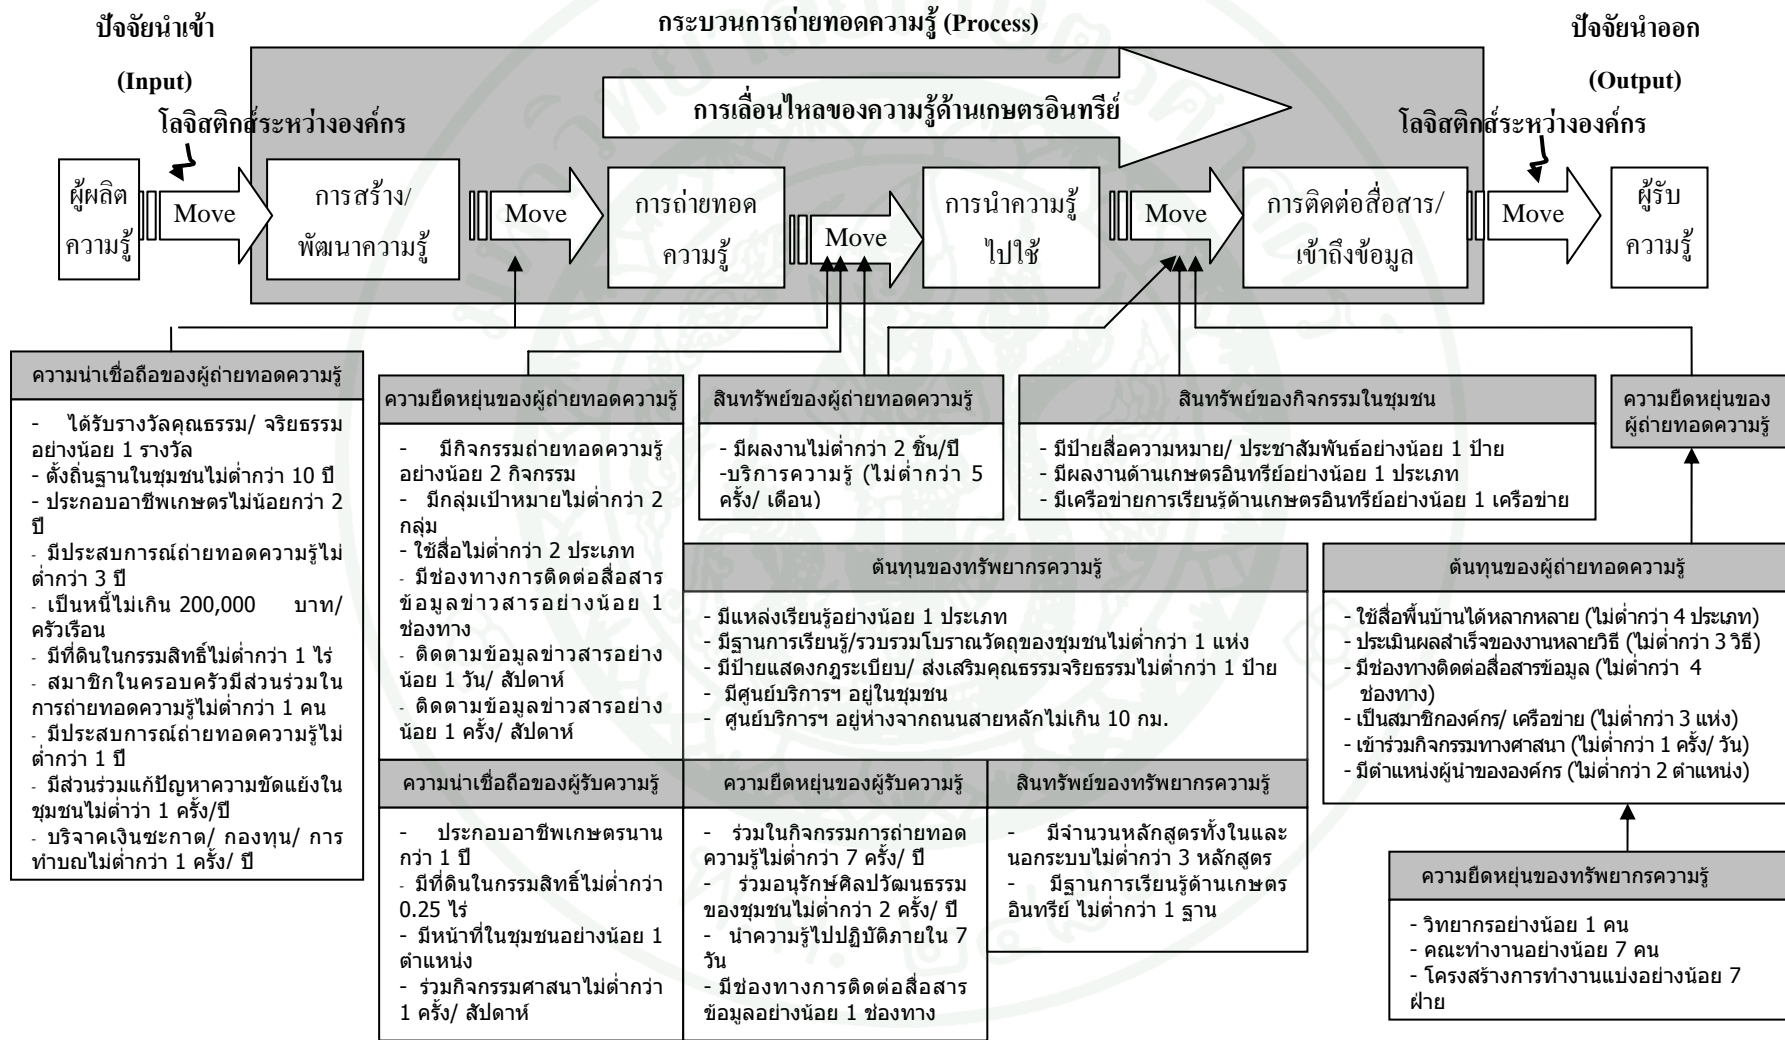 ปัจจัยนำเข้า
(Input)
กระบวนการถ่ายทอดความรู้ (Process)
ปัจจัยนำออก
(Output)
การเลื่อนไหลของความรู้ด้านเกษตรอินทรีย์
โลจิสติกส์ระหว่างองค์กร
โลจิสติกส์ระหว่างองค์กร
ผู้ผลิต
ความรู้
Move
การสร้าง/
พัฒนาความรู้
Move
การถ่ายทอด
ความรู้
Move
การนำความรู้
ไปใช้
Move
การติดต่อสื่อสาร/
เข้าถึงข้อมูล
Move
ผู้รับ
ความรู้
ความน่าเชื่อถือของผู้ถ่ายทอดความรู้
- ได้รับรางวัลคุณธรรม/ จริยธรรม
อย่างน้อย 1 รางวัล
- ตั้งถิ่นฐานในชุมชนไม่ต่ำกว่า 10 ปี
- ประกอบอาชีพเกษตรไม่น้อยกว่า 2
ปี
- มีประสบการณ์ถ่ายทอดความรู้ไม่
ต่ำกว่า 3 ปี
- เป็นหนี้ไม่เกิน 200,000 บาท/
ครัวเรือน
- มีที่ดินในกรรมสิทธิ์ไม่ต่ำกว่า 1 ไร่
- สมาชิกในครอบครัวมีส่วนร่วมใน
การถ่ายทอดความรู้ไม่ต่ำกว่า 1 คน
- มีประสบการณ์ถ่ายทอดความรู้ไม่
ต่ำกว่า 1 ปี
- มีส่วนร่วมแก้ปัญหาความขัดแย้งใน
ชุมชนไม่ต่ำว่า 1 ครั้ง/ปี
- บริจาคเงินซะกาต/ กองทุน/ การ
ทำบุญไม่ต่ำกว่า 1 ครั้ง/ ปี
ความยืดหยุ่นของผู้ถ่ายทอดความรู้
- มีกิจกรรมถ่ายทอดความรู้
อย่างน้อย 2 กิจกรรม
- มีกลุ่มเป้าหมายไม่ต่ำกว่า 2
กลุ่ม
- ใช้สื่อไม่ต่ำกว่า 2 ประเภท
- มีช่องทางการติดต่อสื่อสาร
ข้อมูลข่าวสารอย่างน้อย 1
ช่องทาง
- ติดตามข้อมูลข่าวสารอย่าง
น้อย 1 วัน/ สัปดาห์
- ติดตามข้อมูลข่าวสารอย่าง
น้อย 1 ครั้ง/ สัปดาห์
สินทรัพย์ของผู้ถ่ายทอดความรู้
- มีผลงานไม่ต่ำกว่า 2 ชิ้น/ปี
-บริการความรู้ (ไม่ต่ำกว่า 5
ครั้ง/ เดือน)
สินทรัพย์ของกิจกรรมในชุมชน
- มีป้ายสื่อความหมาย/ ประชาสัมพันธ์อย่างน้อย 1 ป้าย
- มีผลงานด้านเกษตรอินทรีย์อย่างน้อย 1 ประเภท
- มีเครือข่ายการเรียนรู้ด้านเกษตรอินทรีย์อย่างน้อย 1 เครือข่าย
ความยืดหยุ่นของ
ผู้ถ่ายทอดความรู้
ต้นทุนของทรัพยากรความรู้
- มีแหล่งเรียนรู้อย่างน้อย 1 ประเภท
- มีฐานการเรียนรู้/รวบรวมโบราณวัตถุของชุมชนไม่ต่ำกว่า 1 แห่ง
- มีป้ายแสดงกฎระเบียบ/ ส่งเสริมคุณธรรมจริยธรรมไม่ต่ำกว่า 1 ป้าย
- มีศูนย์บริการฯ อยู่ในชุมชน
- ศูนย์บริการฯ อยู่ห่างจากถนนสายหลักไม่เกิน 10 กม.
ต้นทุนของผู้ถ่ายทอดความรู้
- ใช้สื่อพื้นบ้านได้หลากหลาย (ไม่ต่ำกว่า 4 ประเภท)
- ประเมินผลสำเร็จของงานหลายวิธี (ไม่ต่ำกว่า 3 วิธี)
- มีช่องทางติดต่อสื่อสารข้อมูล (ไม่ต่ำกว่า 4
ช่องทาง)
- เป็นสมาชิกองค์กร/ เครือข่าย (ไม่ต่ำกว่า 3 แห่ง)
- เข้าร่วมกิจกรรมทางศาสนา (ไม่ต่ำกว่า 1 ครั้ง/ วัน)
- มีตำแหน่งผู้นำขององค์กร (ไม่ต่ำกว่า 2 ตำแหน่ง)
ความน่าเชื่อถือของผู้รับความรู้
- ประกอบอาชีพเกษตรนาน
กว่า 1 ปี
- มีที่ดินในกรรมสิทธิ์ไม่ต่ำกว่า
0.25 ไร่
- มีหน้าที่ในชุมชนอย่างน้อย 1
ตำแหน่ง
- ร่วมกิจกรรมศาสนาไม่ต่ำกว่า
1 ครั้ง/ สัปดาห์
ความยืดหยุ่นของผู้รับความรู้
- ร่วมในกิจกรรมการถ่ายทอด
ความรู้ไม่ต่ำกว่า 7 ครั้ง/ ปี
- ร่วมอนุรักษ์ศิลปวัฒนธรรม
ของชุมชนไม่ต่ำกว่า 2 ครั้ง/ ปี
- นำความรู้ไปปฏิบัติภายใน 7
วัน
- มีช่องทางการติดต่อสื่อสาร
ข้อมูลอย่างน้อย 1 ช่องทาง
สินทรัพย์ของทรัพยากรความรู้
- มีจำนวนหลักสูตรทั้งในและ
นอกระบบไม่ต่ำกว่า 3 หลักสูตร
- มีฐานการเรียนรู้ด้านเกษตร
อินทรีย์ ไม่ต่ำกว่า 1 ฐาน
ความยืดหยุ่นของทรัพยากรความรู้
- วิทยากรอย่างน้อย 1 คน
- คณะทำงานอย่างน้อย 7 คน
- โครงสร้างการทำงานแบ่งอย่างน้อย 7
ฝ่าย